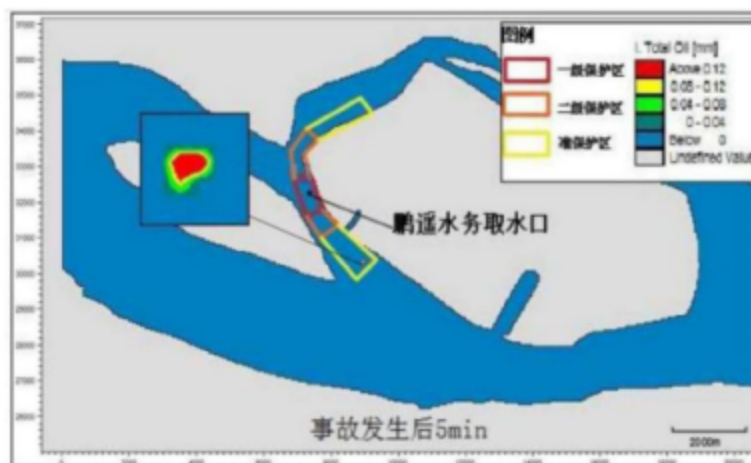 图例
一级保护区
二级保护区
准保护区
I. Total Oil [mm]
Above 0.12
0.08 - 0.12
0.04 - 0.08
0 - 0.04
Below 0
Undefined Value
鹏遥水务取水口
事故发生后5min
2000m